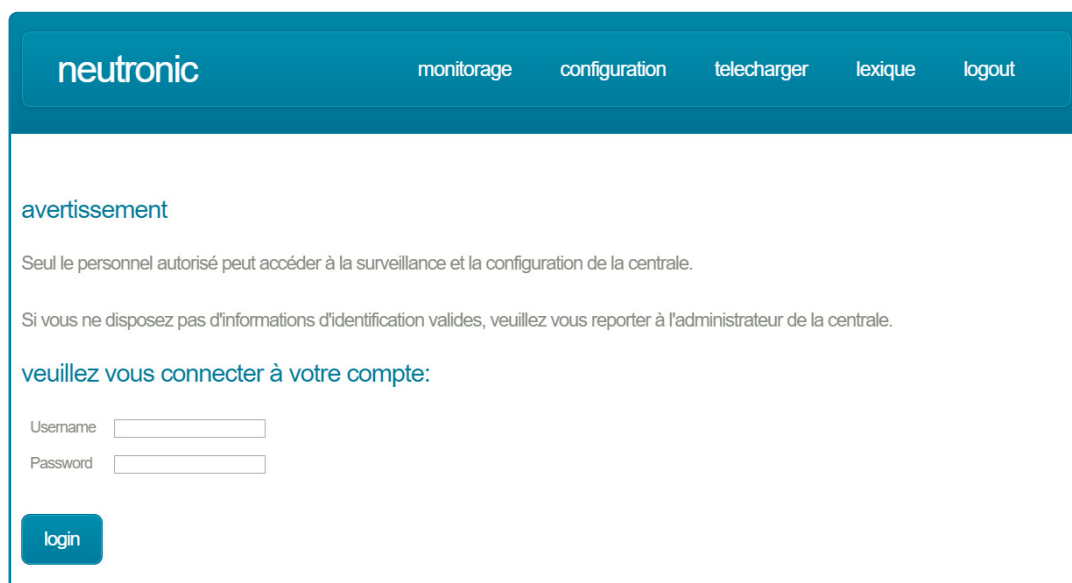 neutronic monitorage configuration telecharger lexique logout
avertissement
Seul le personnel autorisé peut accéder à la surveillance et la configuration de la centrale.
Si vous ne disposez pas d'informations d'identification valides, veuillez vous reporter à l'administrateur de la centrale.
veuillez vous connecter à votre compte:
Username
Password
login